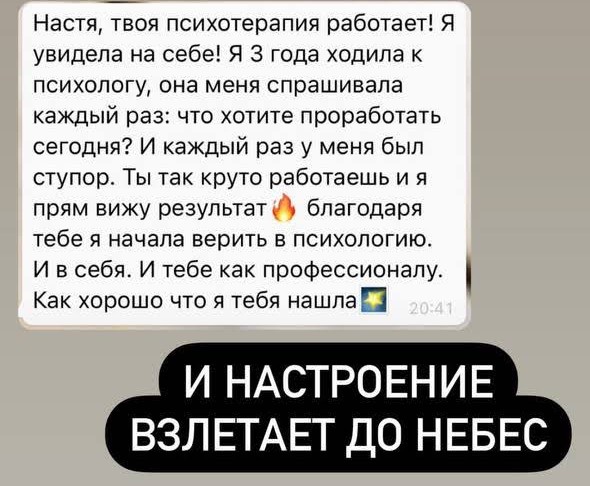 Настя, твоя психотерапия работает! Я
увидела на себе! Я 3 года ходила к
психологу, она меня спрашивала
каждый раз: что хотите проработать
сегодня? И каждый раз у меня был
ступор. Ты так круто работаешь и я
прям вижу результат🔥 благодаря
тебе я начала верить в психологию.
И в себя. И тебе как профессионалу.
Как хорошо что я тебя нашла🌠 20:41
И НАСТРОЕНИЕ
ВЗЛЕТАЕТ ДО НЕБЕС